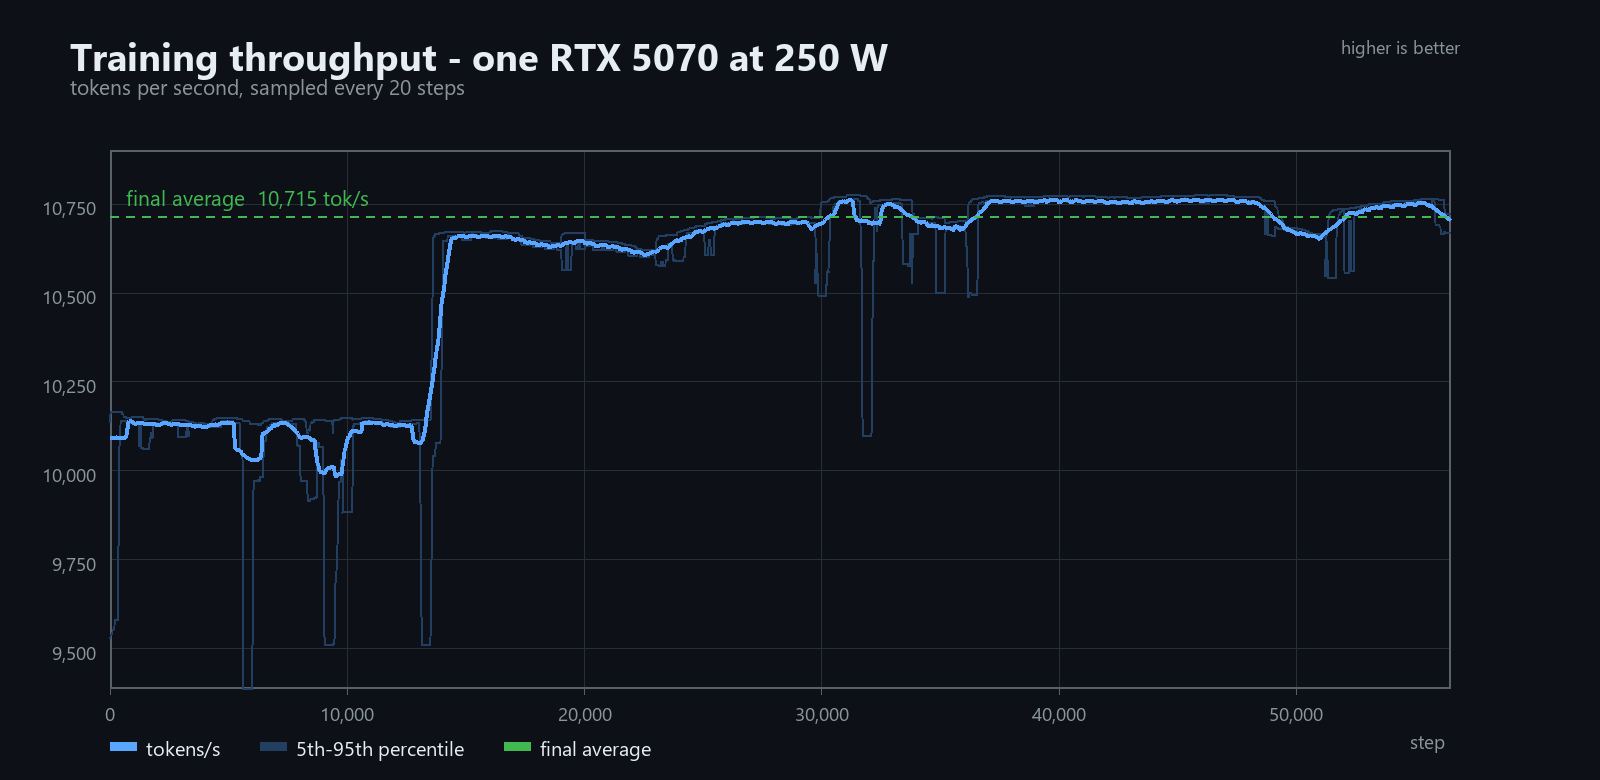 Training throughput - one RTX 5070 at 250 W
higher is better
tokens per second, sampled every 20 steps
final average 10,715 tok/s
10,750
10,500
10,250
10,000
9,750
9,500
0 10,000 20,000 30,000 40,000 50,000
step
tokens/s 5th-95th percentile final average